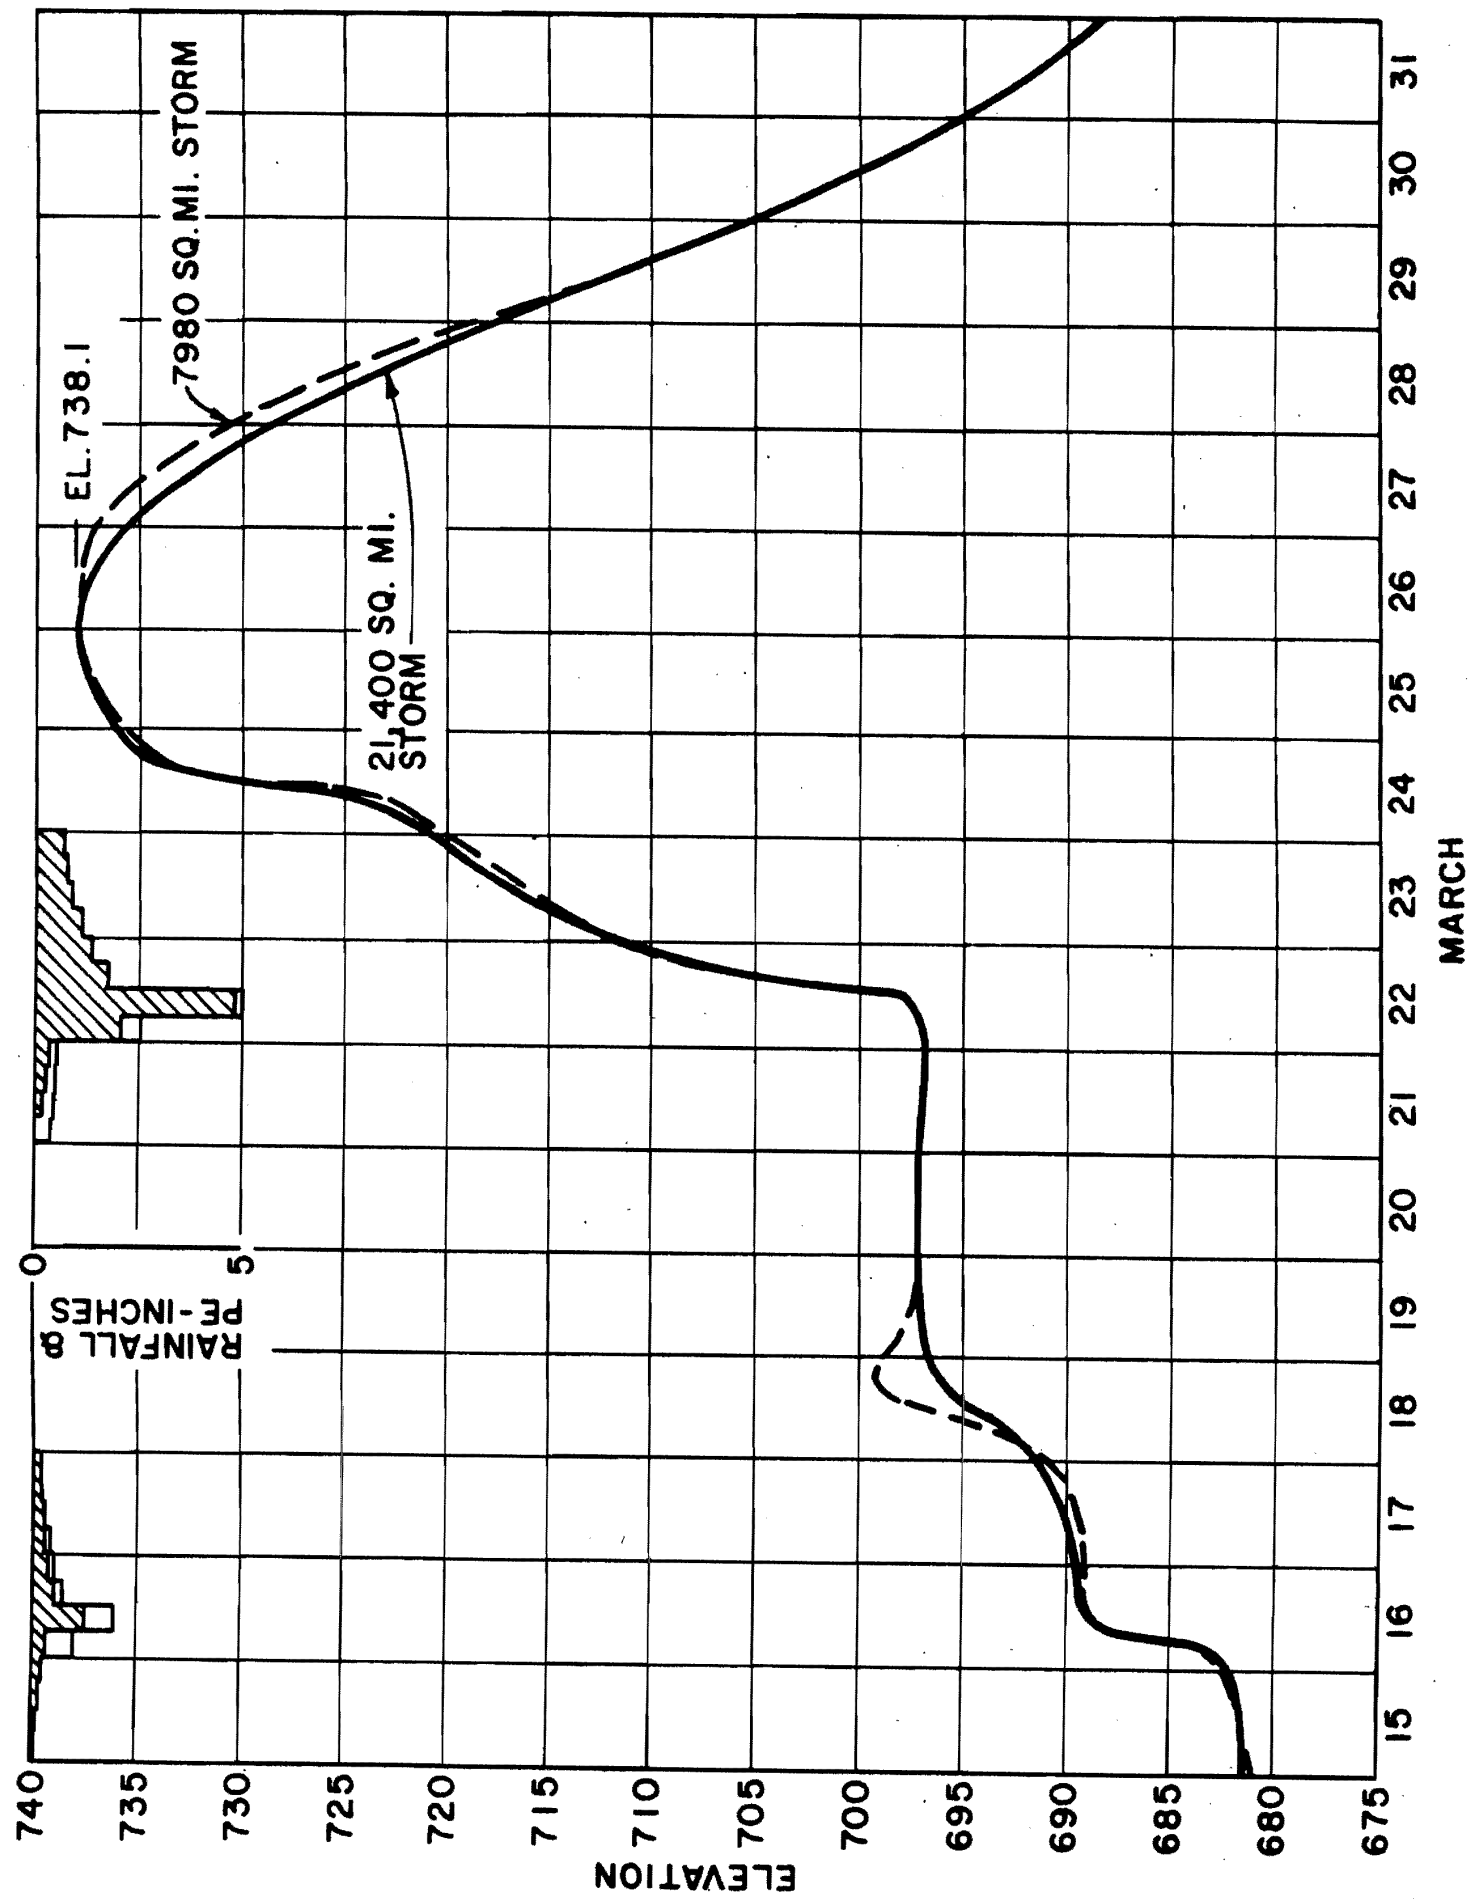 EL.738.1
7980 SQ.MI. STORM
21,400 SQ. MI.
STORM
RAINFALL &
PE-INCHES
0
5
ELEVATION
740
735
730
725
720
715
710
705
700
695
690
685
680
675
15 16 17 18 19 20 21 22 23 24 25 26 27 28 29 30 31
MARCH